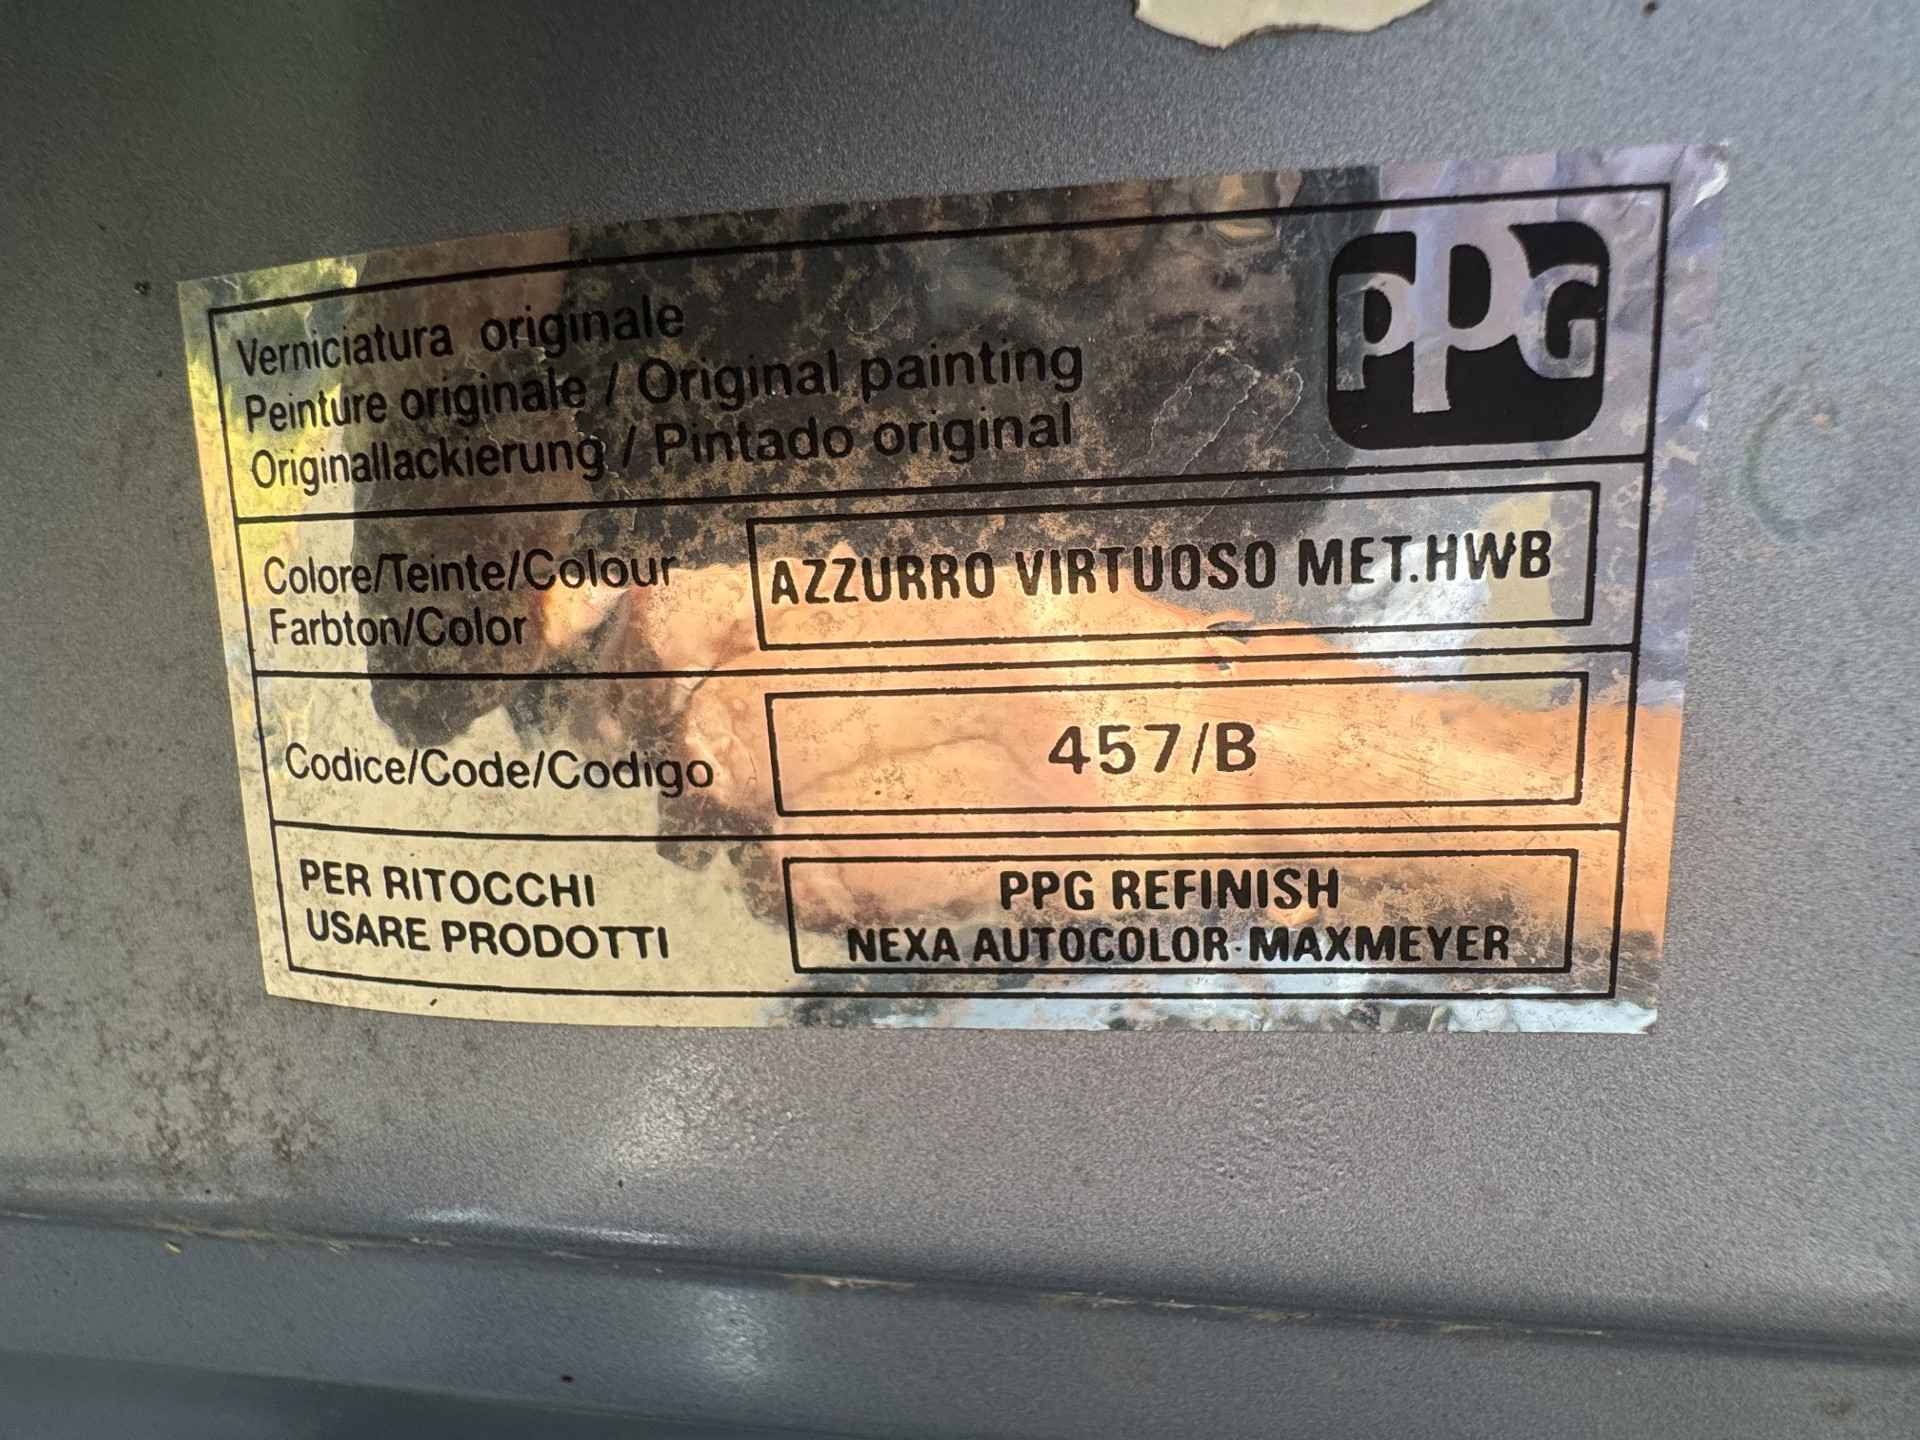 Verniciatura originale
Peinture originale / Original painting
Originallackierung / Pintado original
PPG
Colore/Teinte/Colour
Farbton/Color
AZZURRO VIRTUOSO MET.HWB
Codice/Code/Codigo
457/B
PER RITOCCHI
USARE PRODOTTI
PPG REFINISH
NEXA AUTOCOLOR-MAXMEYER